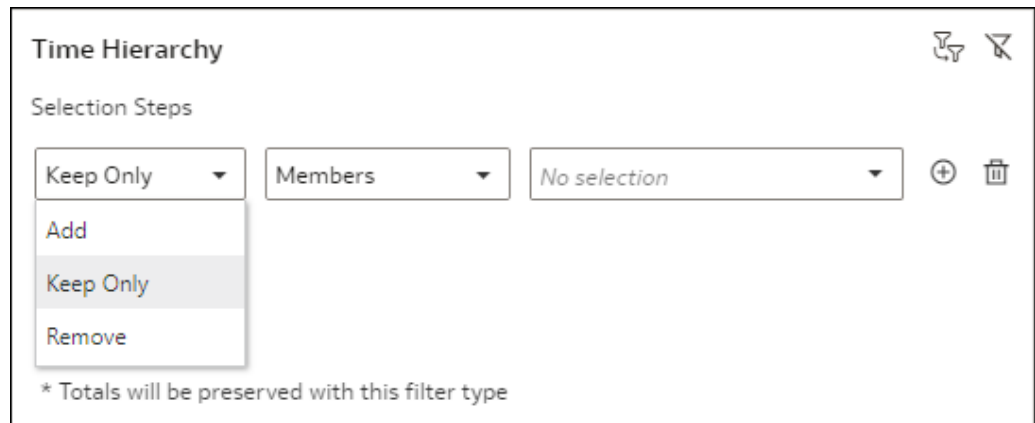 Time Hierarchy
Selection Steps
Keep Only Members No selection
Add
Keep Only
Remove
* Totals will be preserved with this filter type